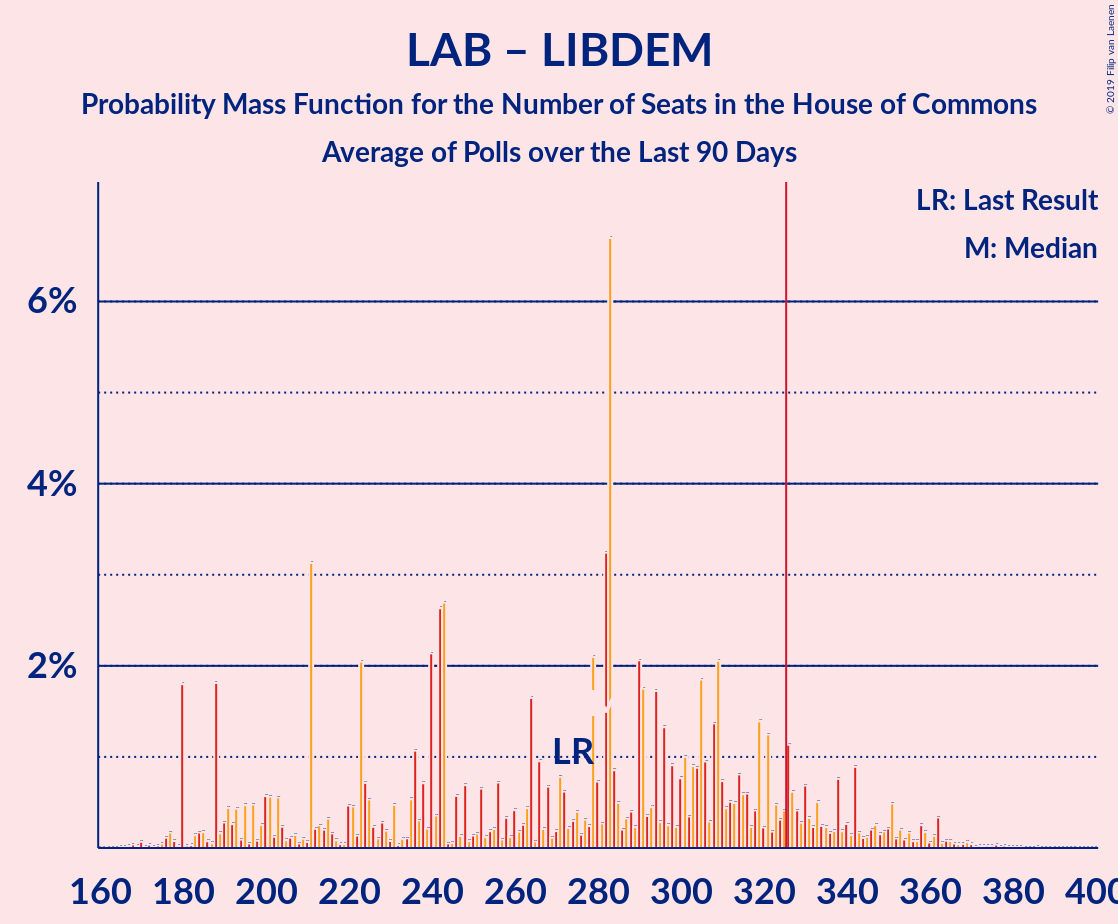 LAB – LIBDEM
Probability Mass Function for the Number of Seats in the House of Commons
Average of Polls over the Last 90 Days
© 2019 Filip van Laenen
LR: Last Result
M: Median
6%
4%
2%
LR
160 180 200 220 240 260 280 300 320 340 360 380 400